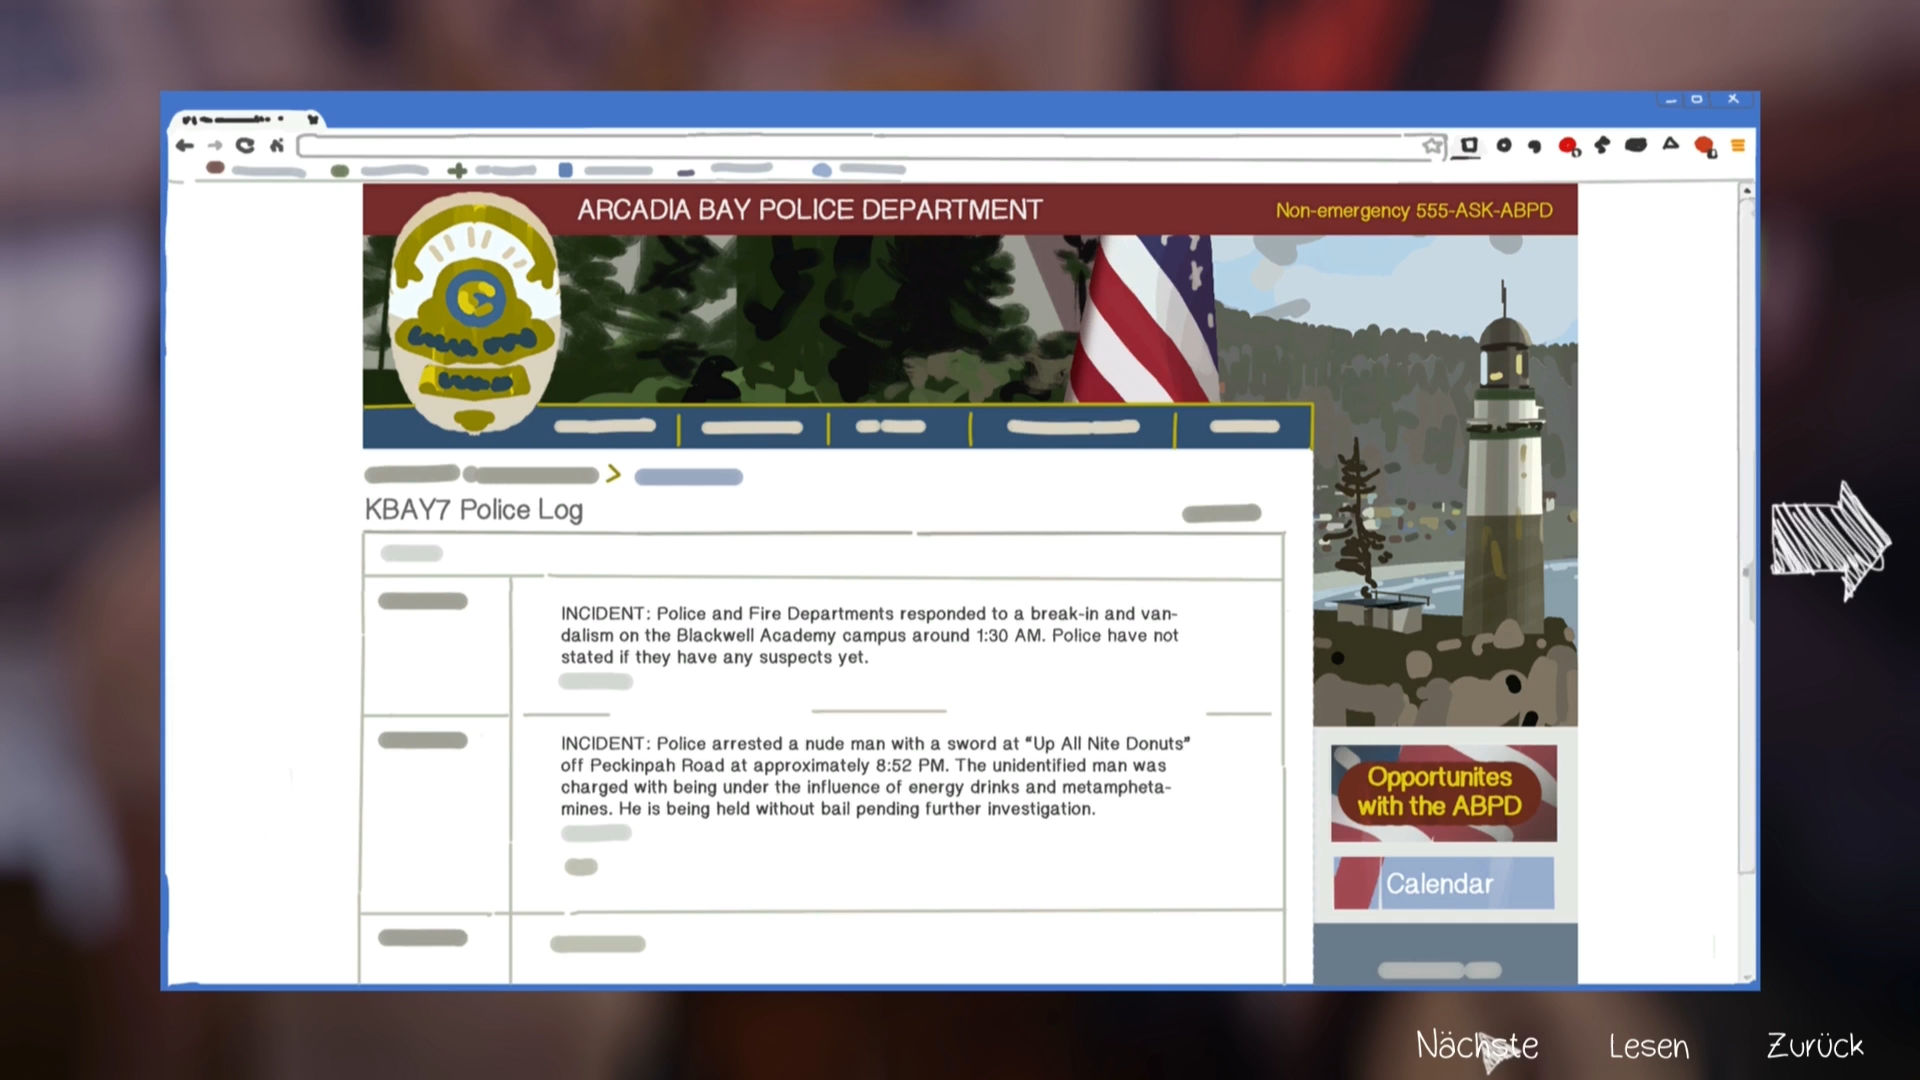 ARCADIA BAY POLICE DEPARTMENT
Non-emergency 555-ASK-ABPD
KBAY7 Police Log
INCIDENT: Police and Fire Departments responded to a break-in and van-
dalism on the Blackwell Academy campus around 1:30 AM. Police have not
stated if they have any suspects yet.
INCIDENT: Police arrested a nude man with a sword at “Up All Nite Donuts”
off Peckinpah Road at approximately 8:52 PM. The unidentified man was
charged with being under the influence of energy drinks and metampheta-
mines. He is being held without bail pending further investigation.
Opportunites
with the ABPD
Calendar
Nächste
Lesen
Zurück